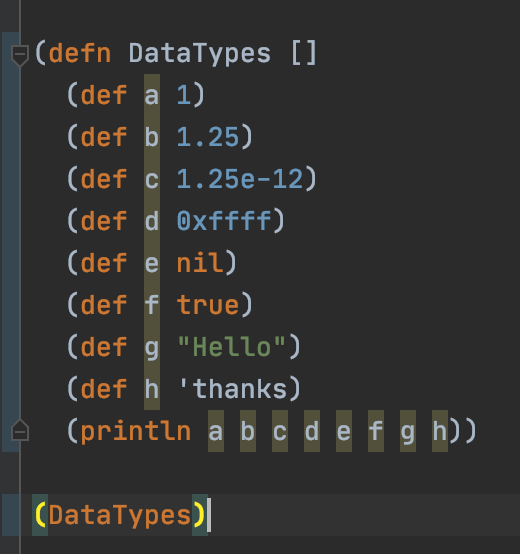 (defn DataTypes []
  (def a 1)
  (def b 1.25)
  (def c 1.25e-12)
  (def d 0xffff)
  (def e nil)
  (def f true)
  (def g "Hello")
  (def h 'thanks)
  (println a b c d e f g h))
(DataTypes)